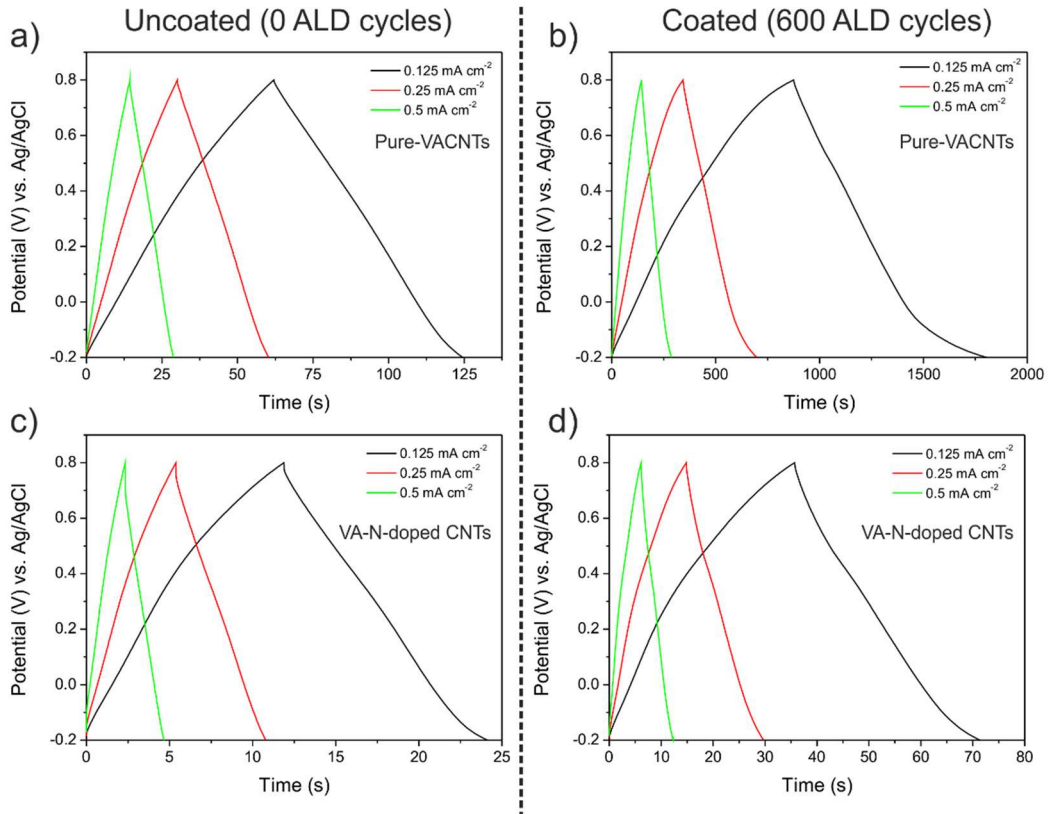 Uncoated (0 ALD cycles)
Coated (600 ALD cycles)
a)
0.8
0.6
0.4
0.2
0.0
-0.2
Potential (V) vs. Ag/AgCl
0.125 mA cm⁻²
0.25 mA cm⁻²
0.5 mA cm⁻²
Pure-VACNTs
0 25 50 75 100 125
Time (s)
b)
0.8
0.6
0.4
0.2
0.0
-0.2
Potential (V) vs. Ag/AgCl
0.125 mA cm⁻²
0.25 mA cm⁻²
0.5 mA cm⁻²
Pure-VACNTs
0 500 1000 1500 2000
Time (s)
c)
0.8
0.6
0.4
0.2
0.0
-0.2
Potential (V) vs. Ag/AgCl
0.125 mA cm⁻²
0.25 mA cm⁻²
0.5 mA cm⁻²
VA-N-doped CNTs
0 5 10 15 20 25
Time (s)
d)
0.8
0.6
0.4
0.2
0.0
-0.2
Potential (V) vs. Ag/AgCl
0.125 mA cm⁻²
0.25 mA cm⁻²
0.5 mA cm⁻²
VA-N-doped CNTs
0 10 20 30 40 50 60 70 80
Time (s)